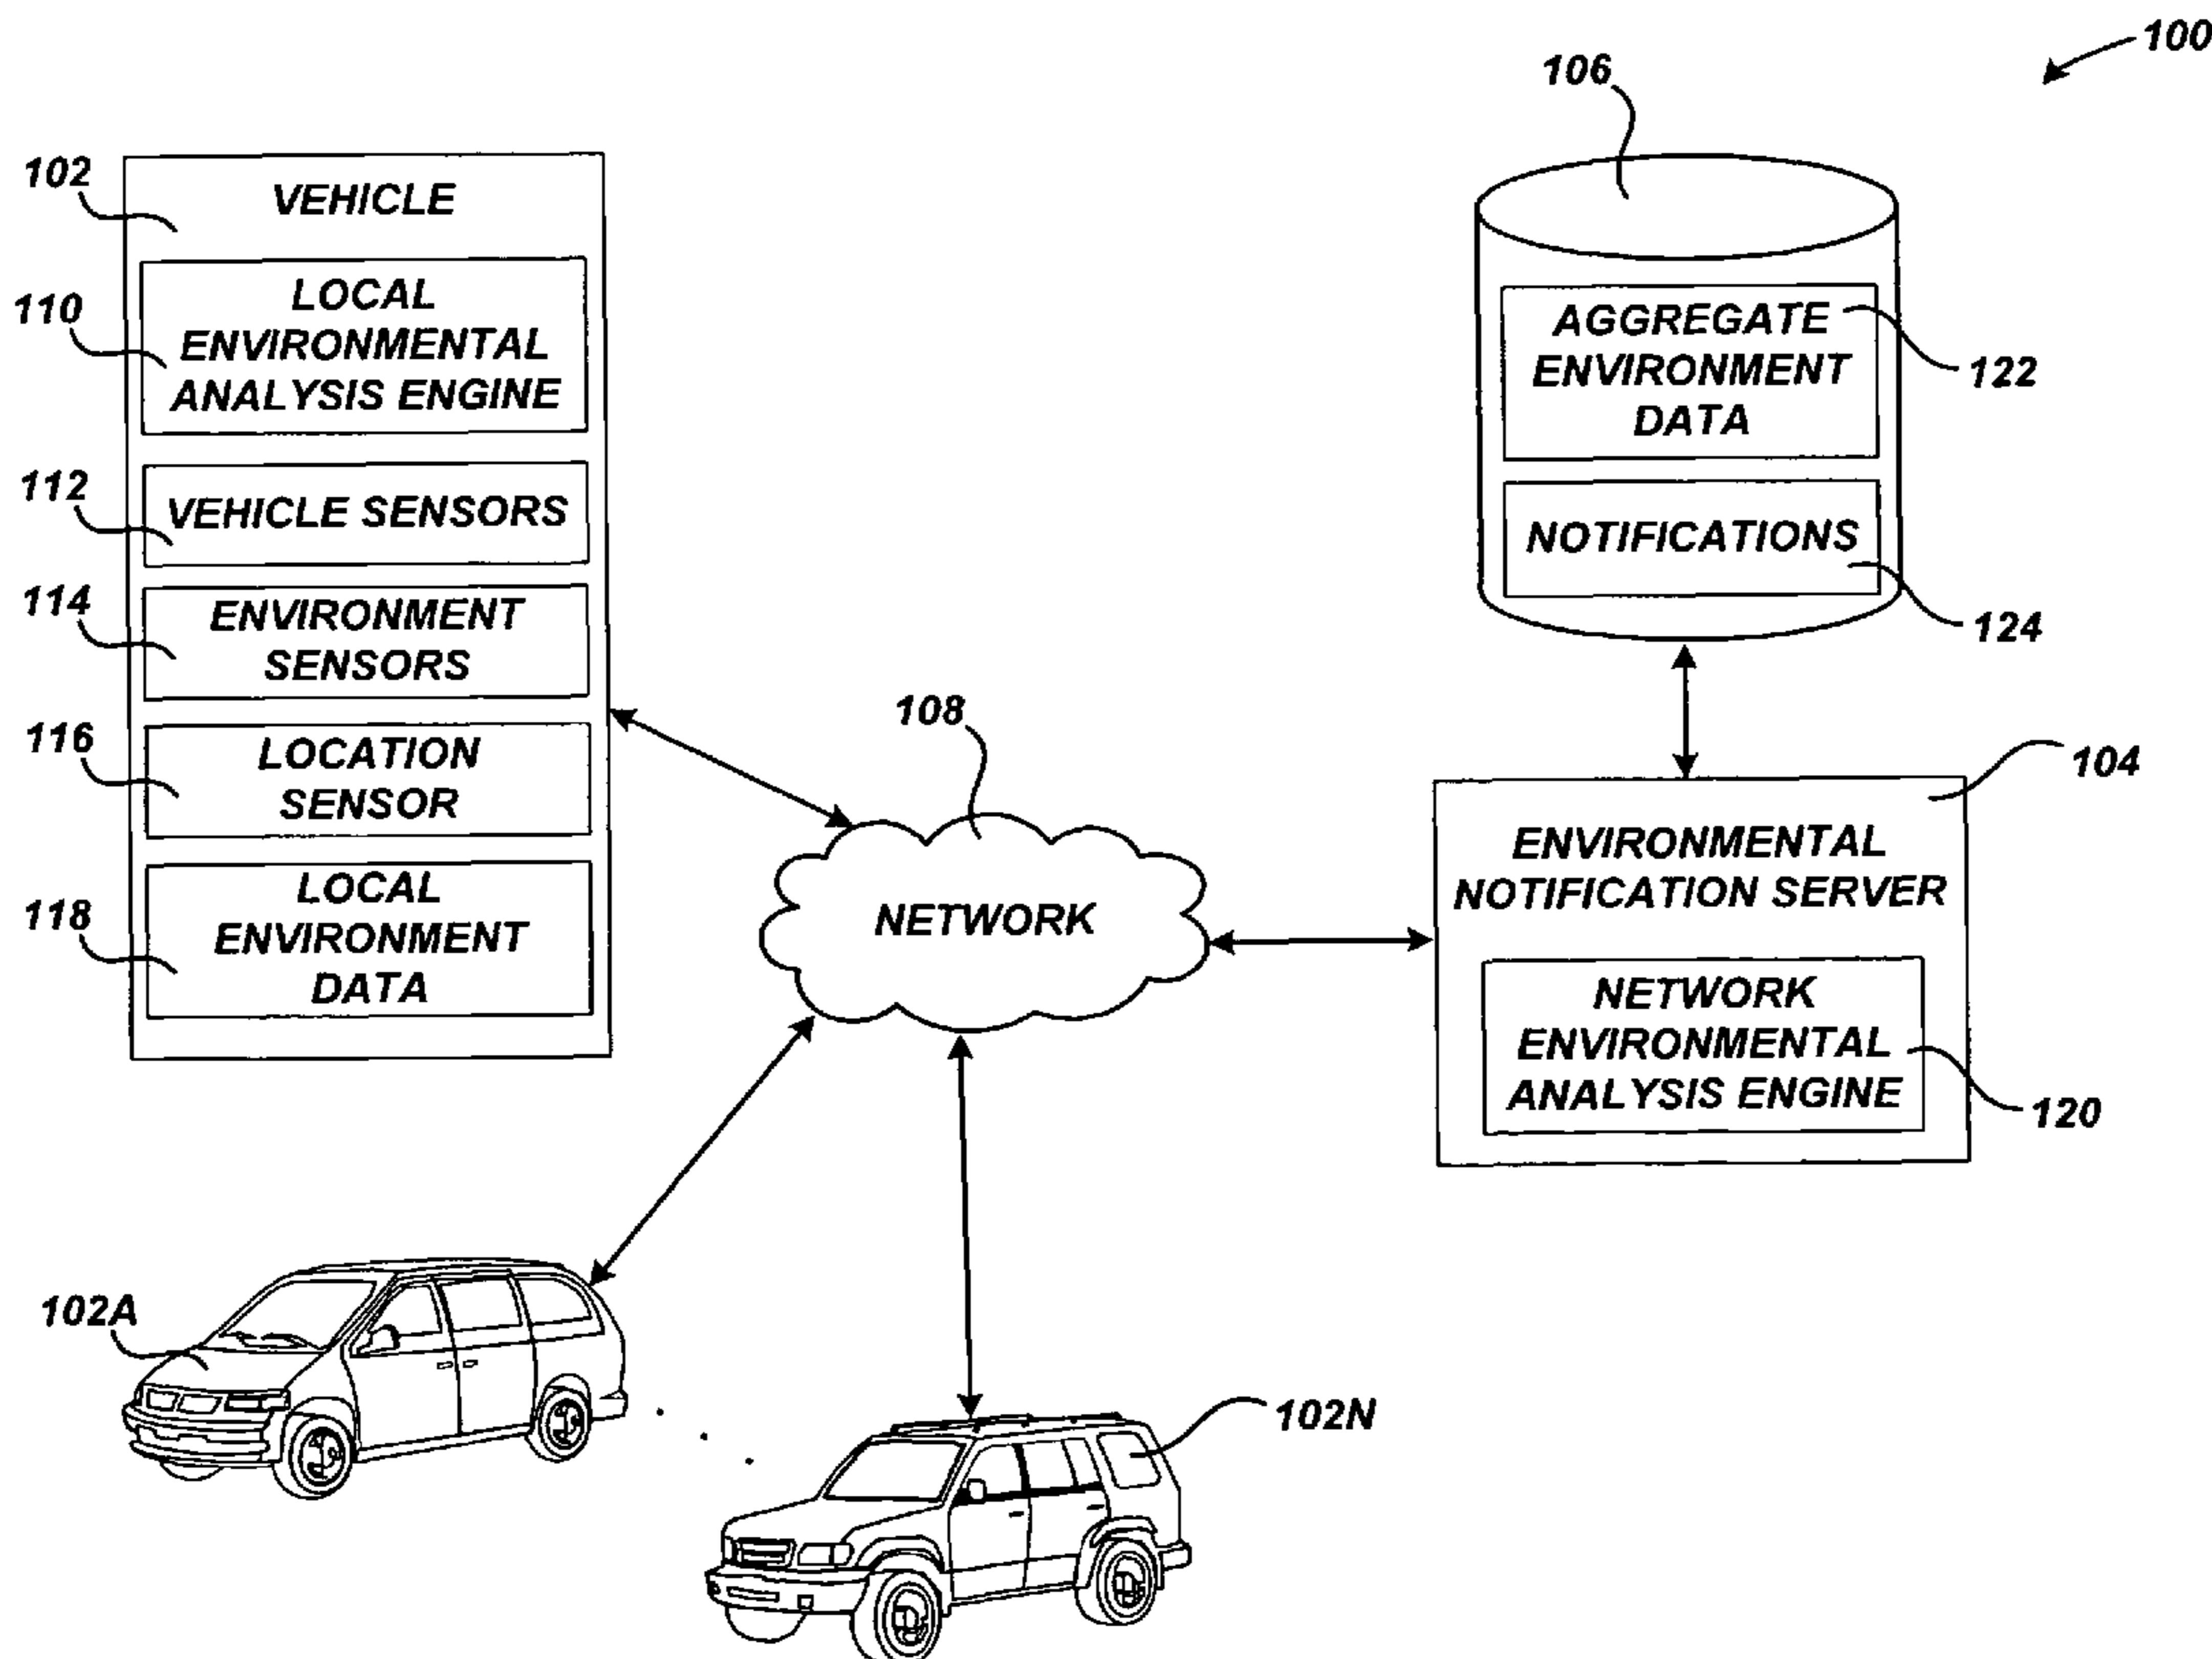 100
106
102
VEHICLE
110
LOCAL
ENVIRONMENTAL
ANALYSIS ENGINE
112
VEHICLE SENSORS
114
ENVIRONMENT
SENSORS
116
LOCATION
SENSOR
118
LOCAL
ENVIRONMENT
DATA
AGGREGATE
ENVIRONMENT
DATA
122
NOTIFICATIONS
124
108
NETWORK
104
ENVIRONMENTAL
NOTIFICATION SERVER
NETWORK
ENVIRONMENTAL
ANALYSIS ENGINE
120
102A
102N